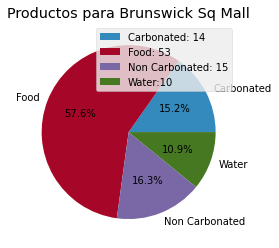 Productos para Brunswick Sq Mall
Carbonated: 14
Food: 53
Non Carbonated: 15
Water:10
Carbonated
15.2%
Food
57.6%
16.3%
Non Carbonated
10.9%
Water